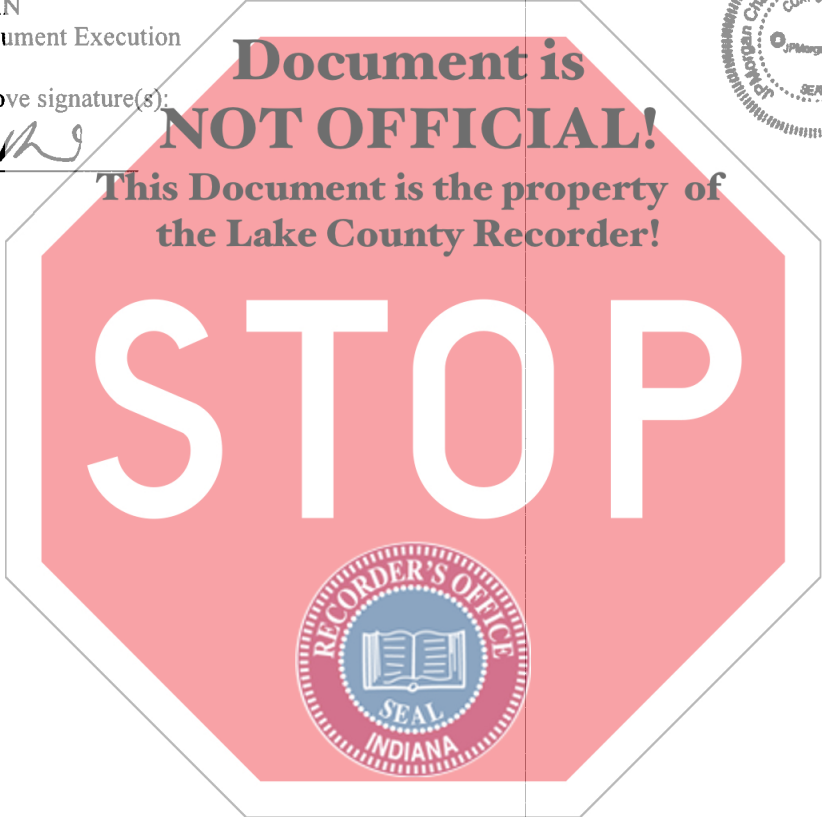 N
ument Execution
Document is
ve signature(s):
NOT OFFICIAL!
This Document is the property of
the Lake County Recorder!
JPMorgan
STOP
RECORDER'S OFFICE
SEAL
INDIANA